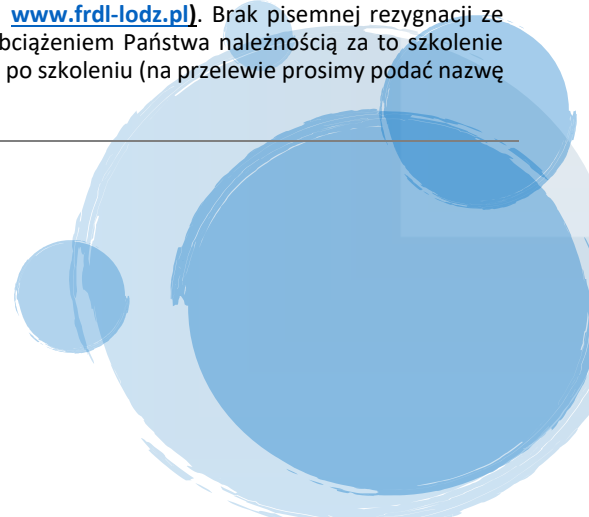 www.frdl-lodz.pl). Brak pisemnej rezygnacji ze
bciążeniem Państwa należnością za to szkolenie
po szkoleniu (na przelewie prosimy podać nazwę